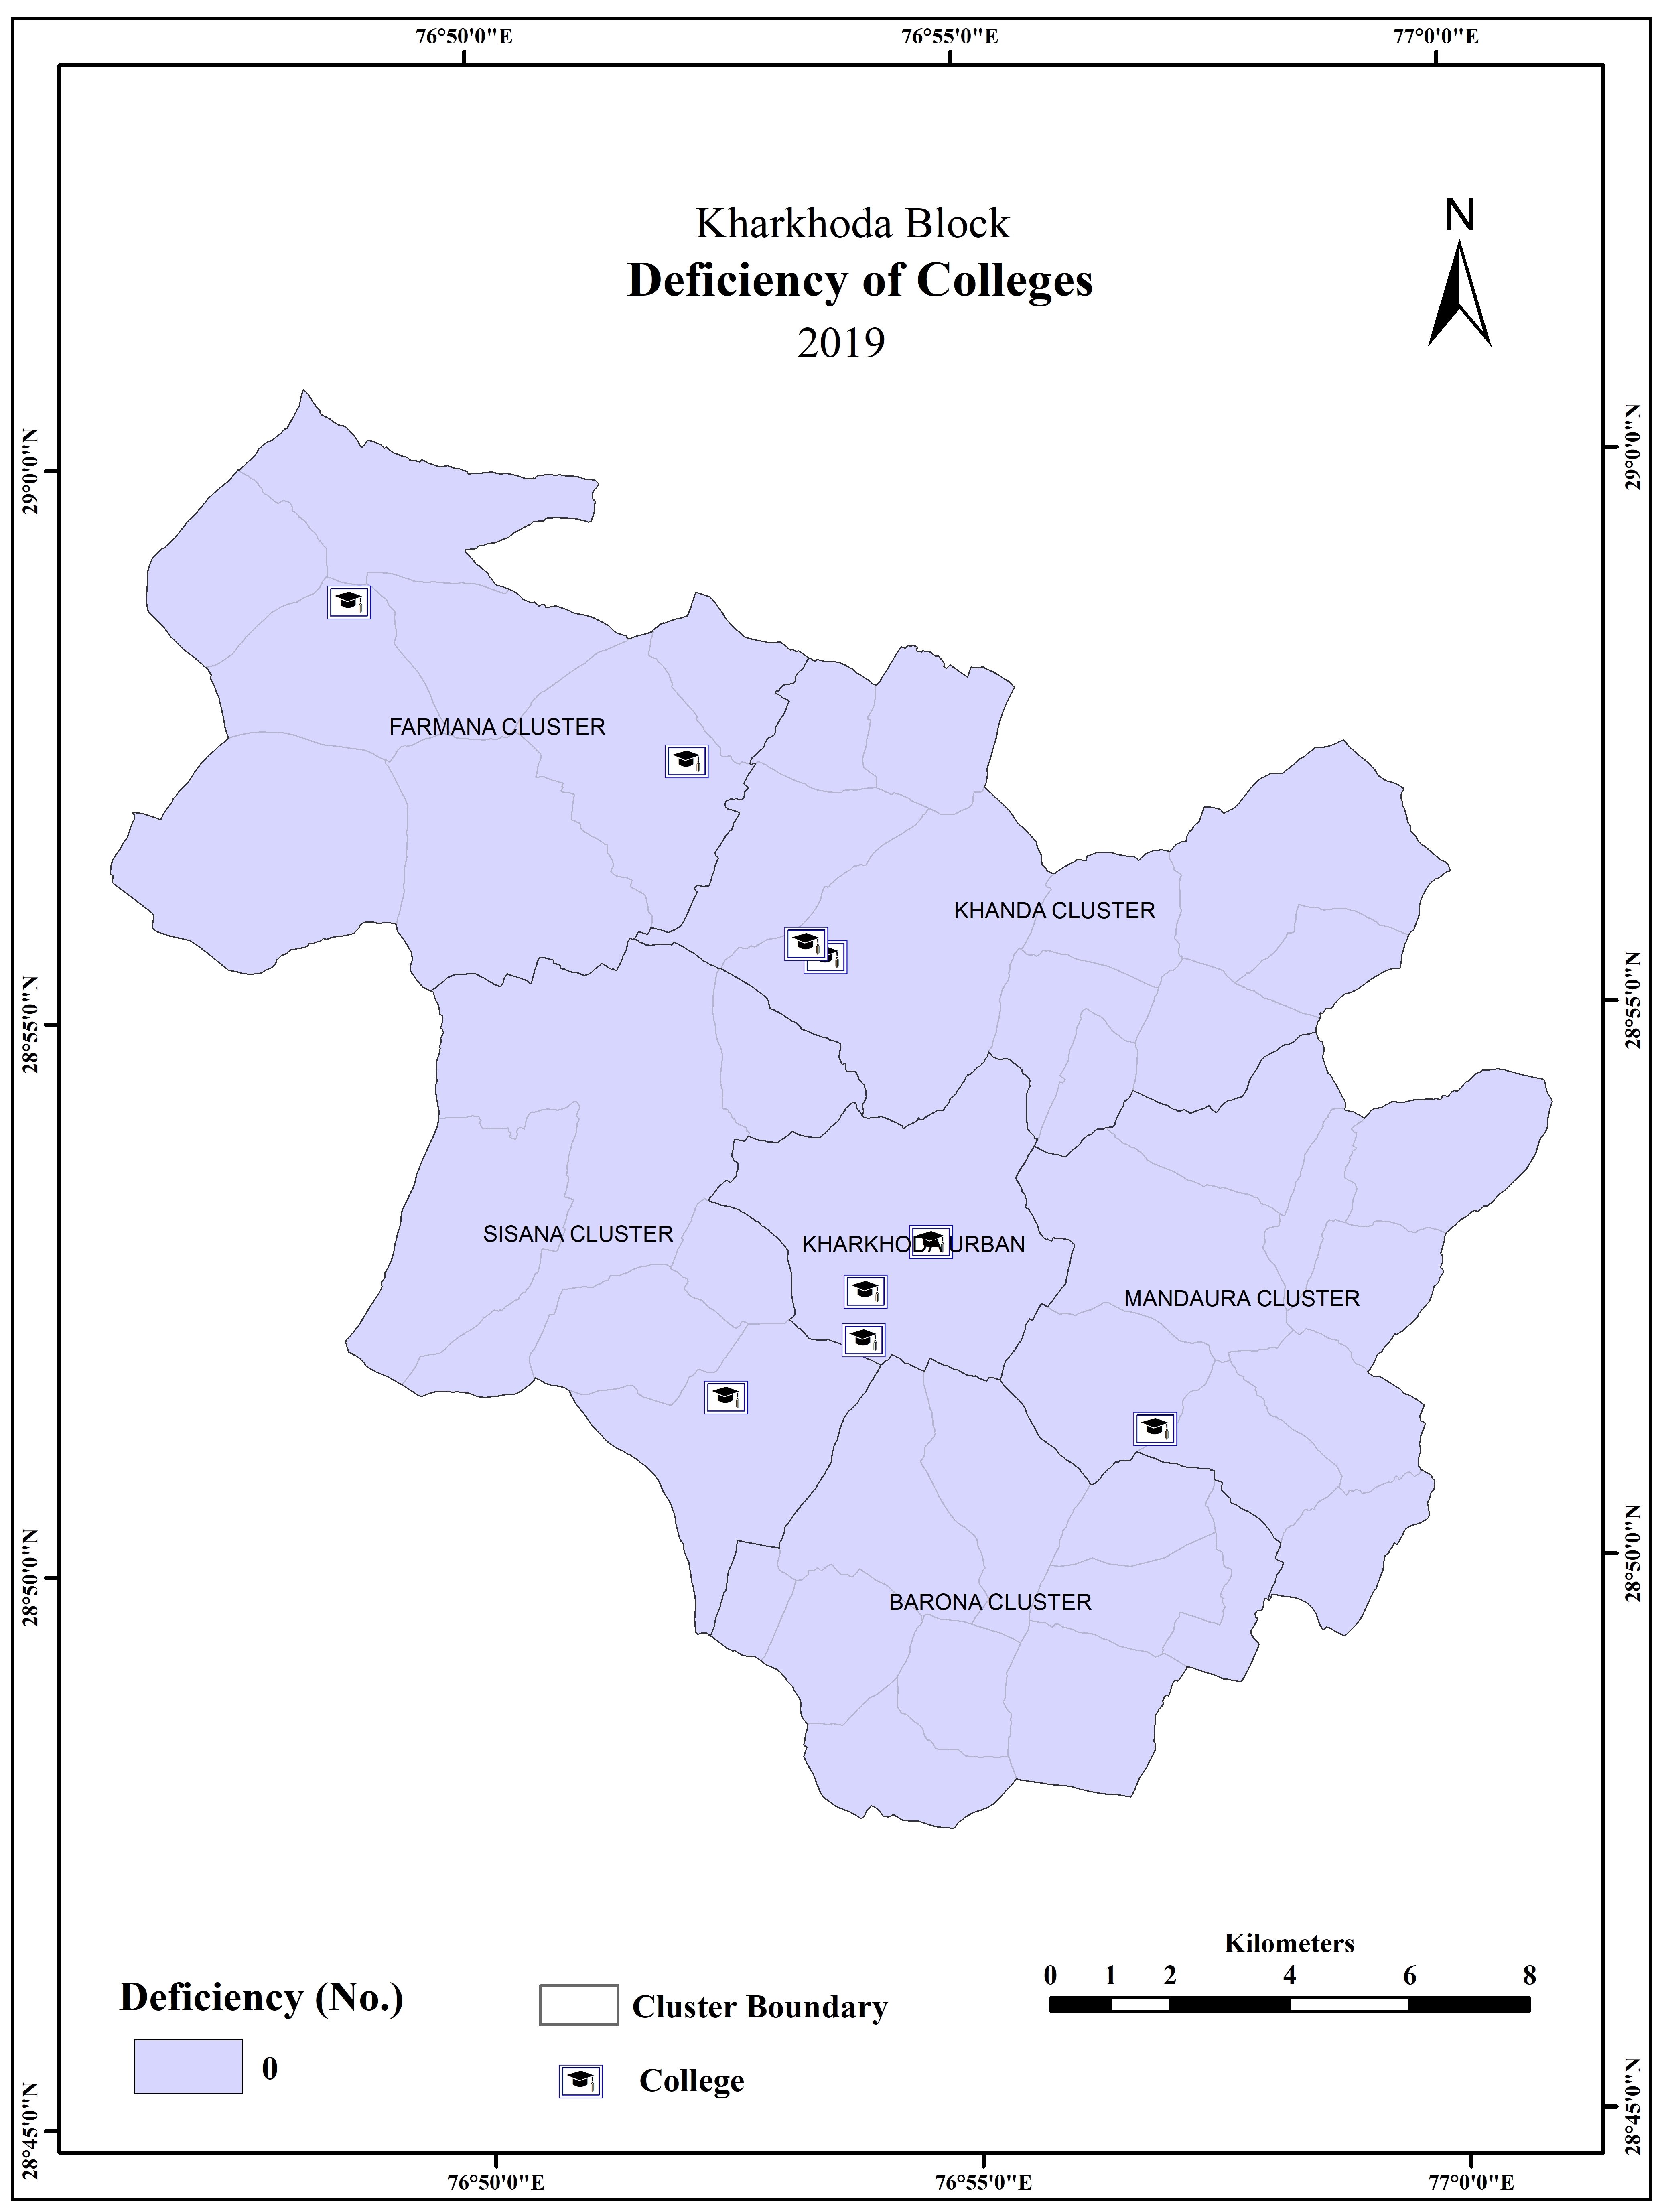 76°50'0"E 76°55'0"E 77°0'0"E
Kharkhoda Block
Deficiency of Colleges
2019
N
29°0'0"N
29°0'0"N
FARMANA CLUSTER
KHANDA CLUSTER
28°55'0"N
28°55'0"N
SISANA CLUSTER
KHARKHODA URBAN
MANDAURA CLUSTER
28°50'0"N
28°50'0"N
BARONA CLUSTER
Kilometers
0 1 2 4 6 8
Deficiency (No.)
0
Cluster Boundary
College
28°45'0"N
28°45'0"N
76°50'0"E 76°55'0"E 77°0'0"E